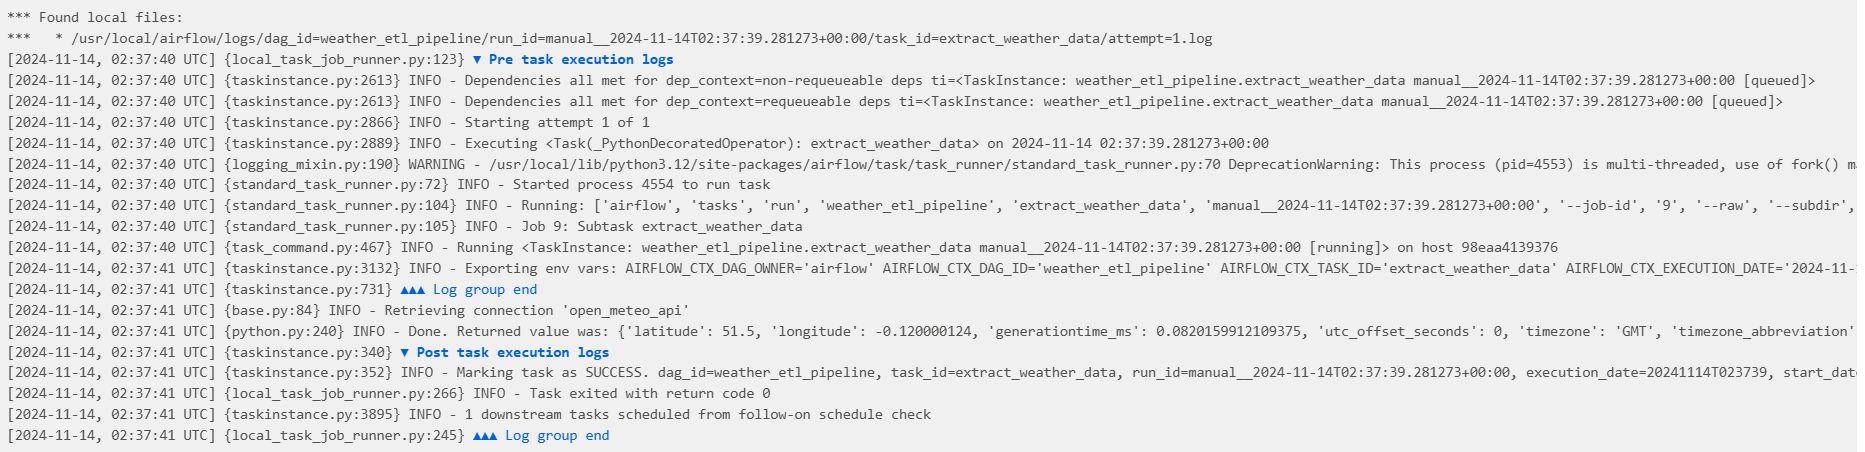 *** Found local files:
***   * /usr/local/airflow/logs/dag_id=weather_etl_pipeline/run_id=manual__2024-11-14T02:37:39.281273+00:00/task_id=extract_weather_data/attempt=1.log
[2024-11-14, 02:37:40 UTC] {local_task_job_runner.py:123} ▼ Pre task execution logs
[2024-11-14, 02:37:40 UTC] {taskinstance.py:2613} INFO - Dependencies all met for dep_context=non-requeueable deps ti=<TaskInstance: weather_etl_pipeline.extract_weather_data manual__2024-11-14T02:37:39.281273+00:00 [queued]>
[2024-11-14, 02:37:40 UTC] {taskinstance.py:2613} INFO - Dependencies all met for dep_context=requeueable deps ti=<TaskInstance: weather_etl_pipeline.extract_weather_data manual__2024-11-14T02:37:39.281273+00:00 [queued]>
[2024-11-14, 02:37:40 UTC] {taskinstance.py:2866} INFO - Starting attempt 1 of 1
[2024-11-14, 02:37:40 UTC] {taskinstance.py:2889} INFO - Executing <Task(_PythonDecoratedOperator): extract_weather_data> on 2024-11-14 02:37:39.281273+00:00
[2024-11-14, 02:37:40 UTC] {logging_mixin.py:190} WARNING - /usr/local/lib/python3.12/site-packages/airflow/task/task_runner/standard_task_runner.py:70 DeprecationWarning: This process (pid=4553) is multi-threaded, use of fork() m
[2024-11-14, 02:37:40 UTC] {standard_task_runner.py:72} INFO - Started process 4554 to run task
[2024-11-14, 02:37:40 UTC] {standard_task_runner.py:104} INFO - Running: ['airflow', 'tasks', 'run', 'weather_etl_pipeline', 'extract_weather_data', 'manual__2024-11-14T02:37:39.281273+00:00', '--job-id', '9', '--raw', '--subdir',
[2024-11-14, 02:37:40 UTC] {standard_task_runner.py:105} INFO - Job 9: Subtask extract_weather_data
[2024-11-14, 02:37:40 UTC] {task_command.py:467} INFO - Running <TaskInstance: weather_etl_pipeline.extract_weather_data manual__2024-11-14T02:37:39.281273+00:00 [running]> on host 98eaa4139376
[2024-11-14, 02:37:41 UTC] {taskinstance.py:3132} INFO - Exporting env vars: AIRFLOW_CTX_DAG_OWNER='airflow' AIRFLOW_CTX_DAG_ID='weather_etl_pipeline' AIRFLOW_CTX_TASK_ID='extract_weather_data' AIRFLOW_CTX_EXECUTION_DATE='2024-11-
[2024-11-14, 02:37:41 UTC] {taskinstance.py:731} ▲▲▲ Log group end
[2024-11-14, 02:37:41 UTC] {base.py:84} INFO - Retrieving connection 'open_meteo_api'
[2024-11-14, 02:37:41 UTC] {python.py:240} INFO - Done. Returned value was: {'latitude': 51.5, 'longitude': -0.120000124, 'generationtime_ms': 0.0820159912109375, 'utc_offset_seconds': 0, 'timezone': 'GMT', 'timezone_abbreviation'
[2024-11-14, 02:37:41 UTC] {taskinstance.py:340} ▼ Post task execution logs
[2024-11-14, 02:37:41 UTC] {taskinstance.py:352} INFO - Marking task as SUCCESS. dag_id=weather_etl_pipeline, task_id=extract_weather_data, run_id=manual__2024-11-14T02:37:39.281273+00:00, execution_date=20241114T023739, start_dat
[2024-11-14, 02:37:41 UTC] {local_task_job_runner.py:266} INFO - Task exited with return code 0
[2024-11-14, 02:37:41 UTC] {taskinstance.py:3895} INFO - 1 downstream tasks scheduled from follow-on schedule check
[2024-11-14, 02:37:41 UTC] {local_task_job_runner.py:245} ▲▲▲ Log group end